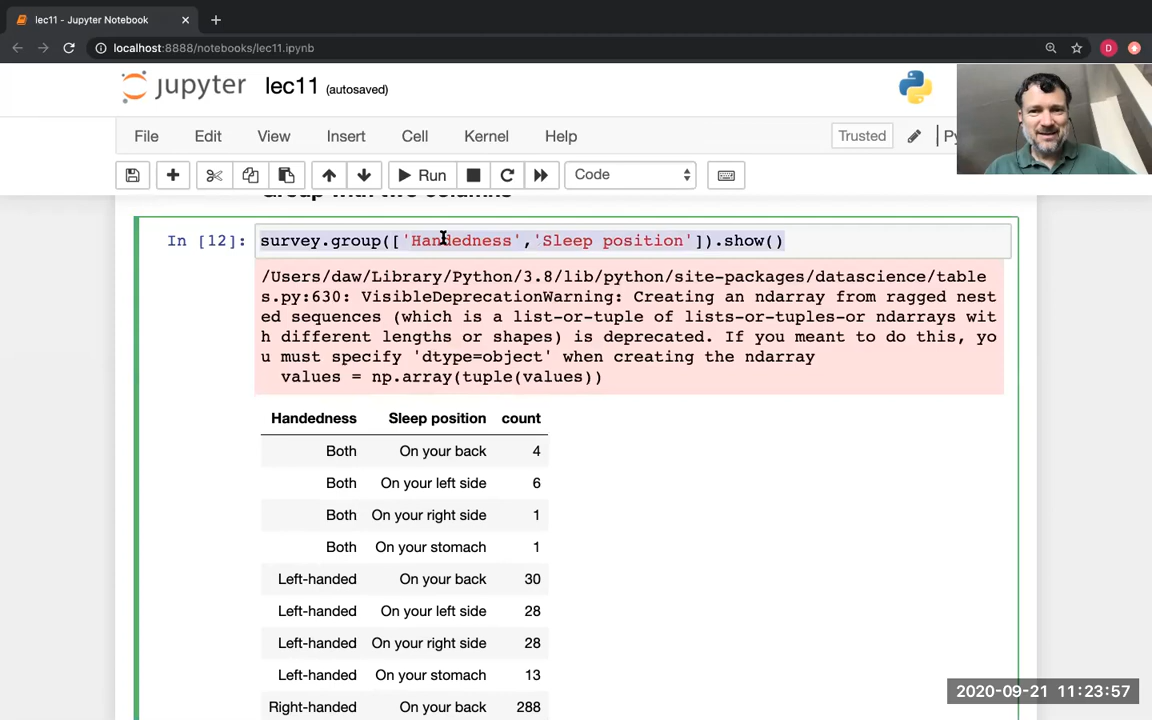 lec11 - Jupyter Notebook
localhost:8888/notebooks/lec11.ipynb
D
jupyter lec11 (autosaved)
File Edit View Insert Cell Kernel Help Trusted
Run Code
Group with two columns
In [12]: survey.group(['Handedness','Sleep position']).show()
/Users/daw/Library/Python/3.8/lib/python/site-packages/datascience/table
s.py:630: VisibleDeprecationWarning: Creating an ndarray from ragged nest
ed sequences (which is a list-or-tuple of lists-or-tuples-or ndarrays wit
h different lengths or shapes) is deprecated. If you meant to do this, yo
u must specify 'dtype=object' when creating the ndarray
values = np.array(tuple(values))
Handedness Sleep position count
Both On your back 4
Both On your left side 6
Both On your right side 1
Both On your stomach 1
Left-handed On your back 30
Left-handed On your left side 28
Left-handed On your right side 28
Left-handed On your stomach 13
Right-handed On your back 288
2020-09-21 11:23:57